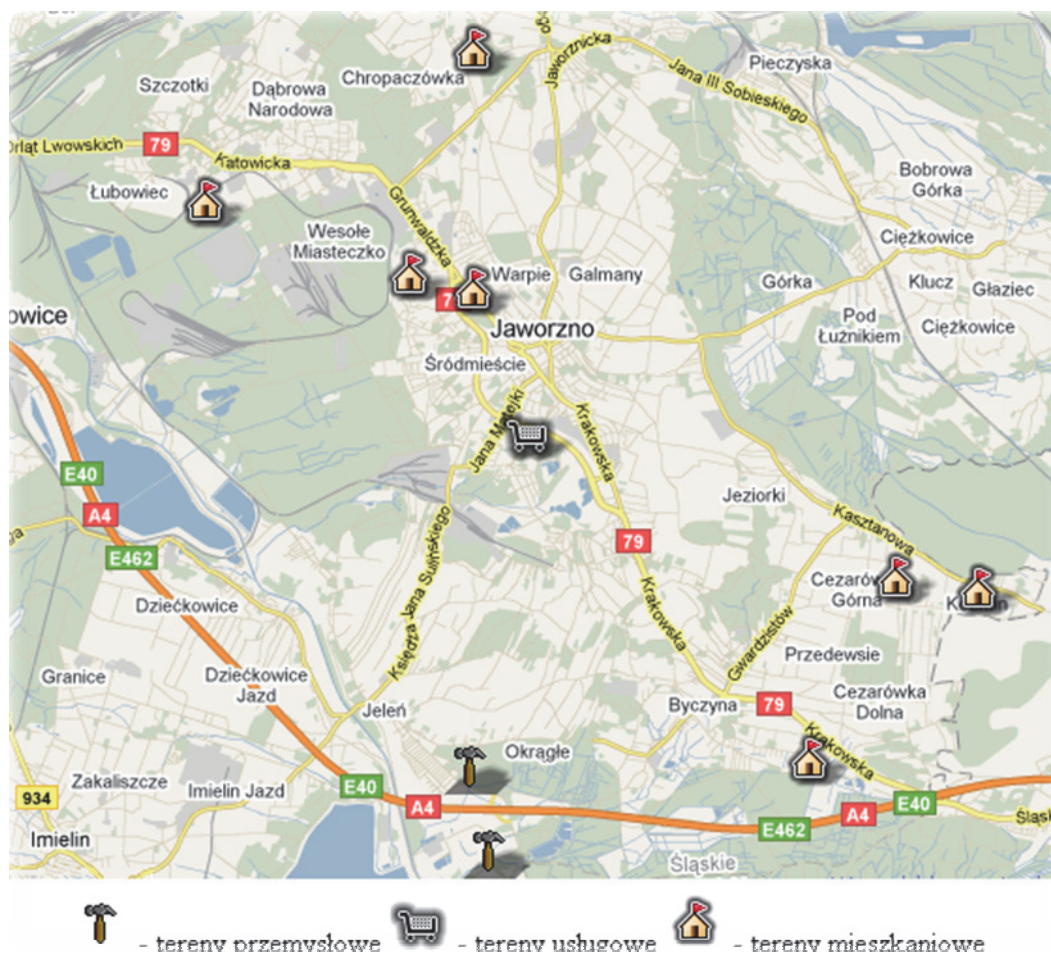 Jaworznicka
Chropaczówka
Pieczyska
Szczotki
Dąbrowa
Narodowa
Jana III Sobieskiego
Orląt Lwowskich
79
Katowicka
Łubowiec
Bobrowa
Górka
Grunwaldzka
Wesołe
Miasteczko
Ciężkowice
Warpie
Galmany
Górka
Klucz
Głaziec
Pod
Łużnikiem
Ciężkowice
owice
Jaworzno
Śródmieście
Jana Matejki
Krakowska
E40
A4
E462
Jeziorki
Kasztanowa
79
Księdza Jana Sulińskiego
Cezarówka
Górna
Dziećkowice
Krakowska
Gwardzistów
Przedewsie
Granice
Dziećkowice
Jazd
Jeleń
Byczyna
79
Cezarówka
Dolna
Krakowska
Okrągłe
Zakaliszcze
Imielin Jazd
E40
A4
934
Imielin
E462
A4
E40
Śląsk
Śląskie
- tereny przemysłowe - tereny usługowe - tereny mieszkaniowe